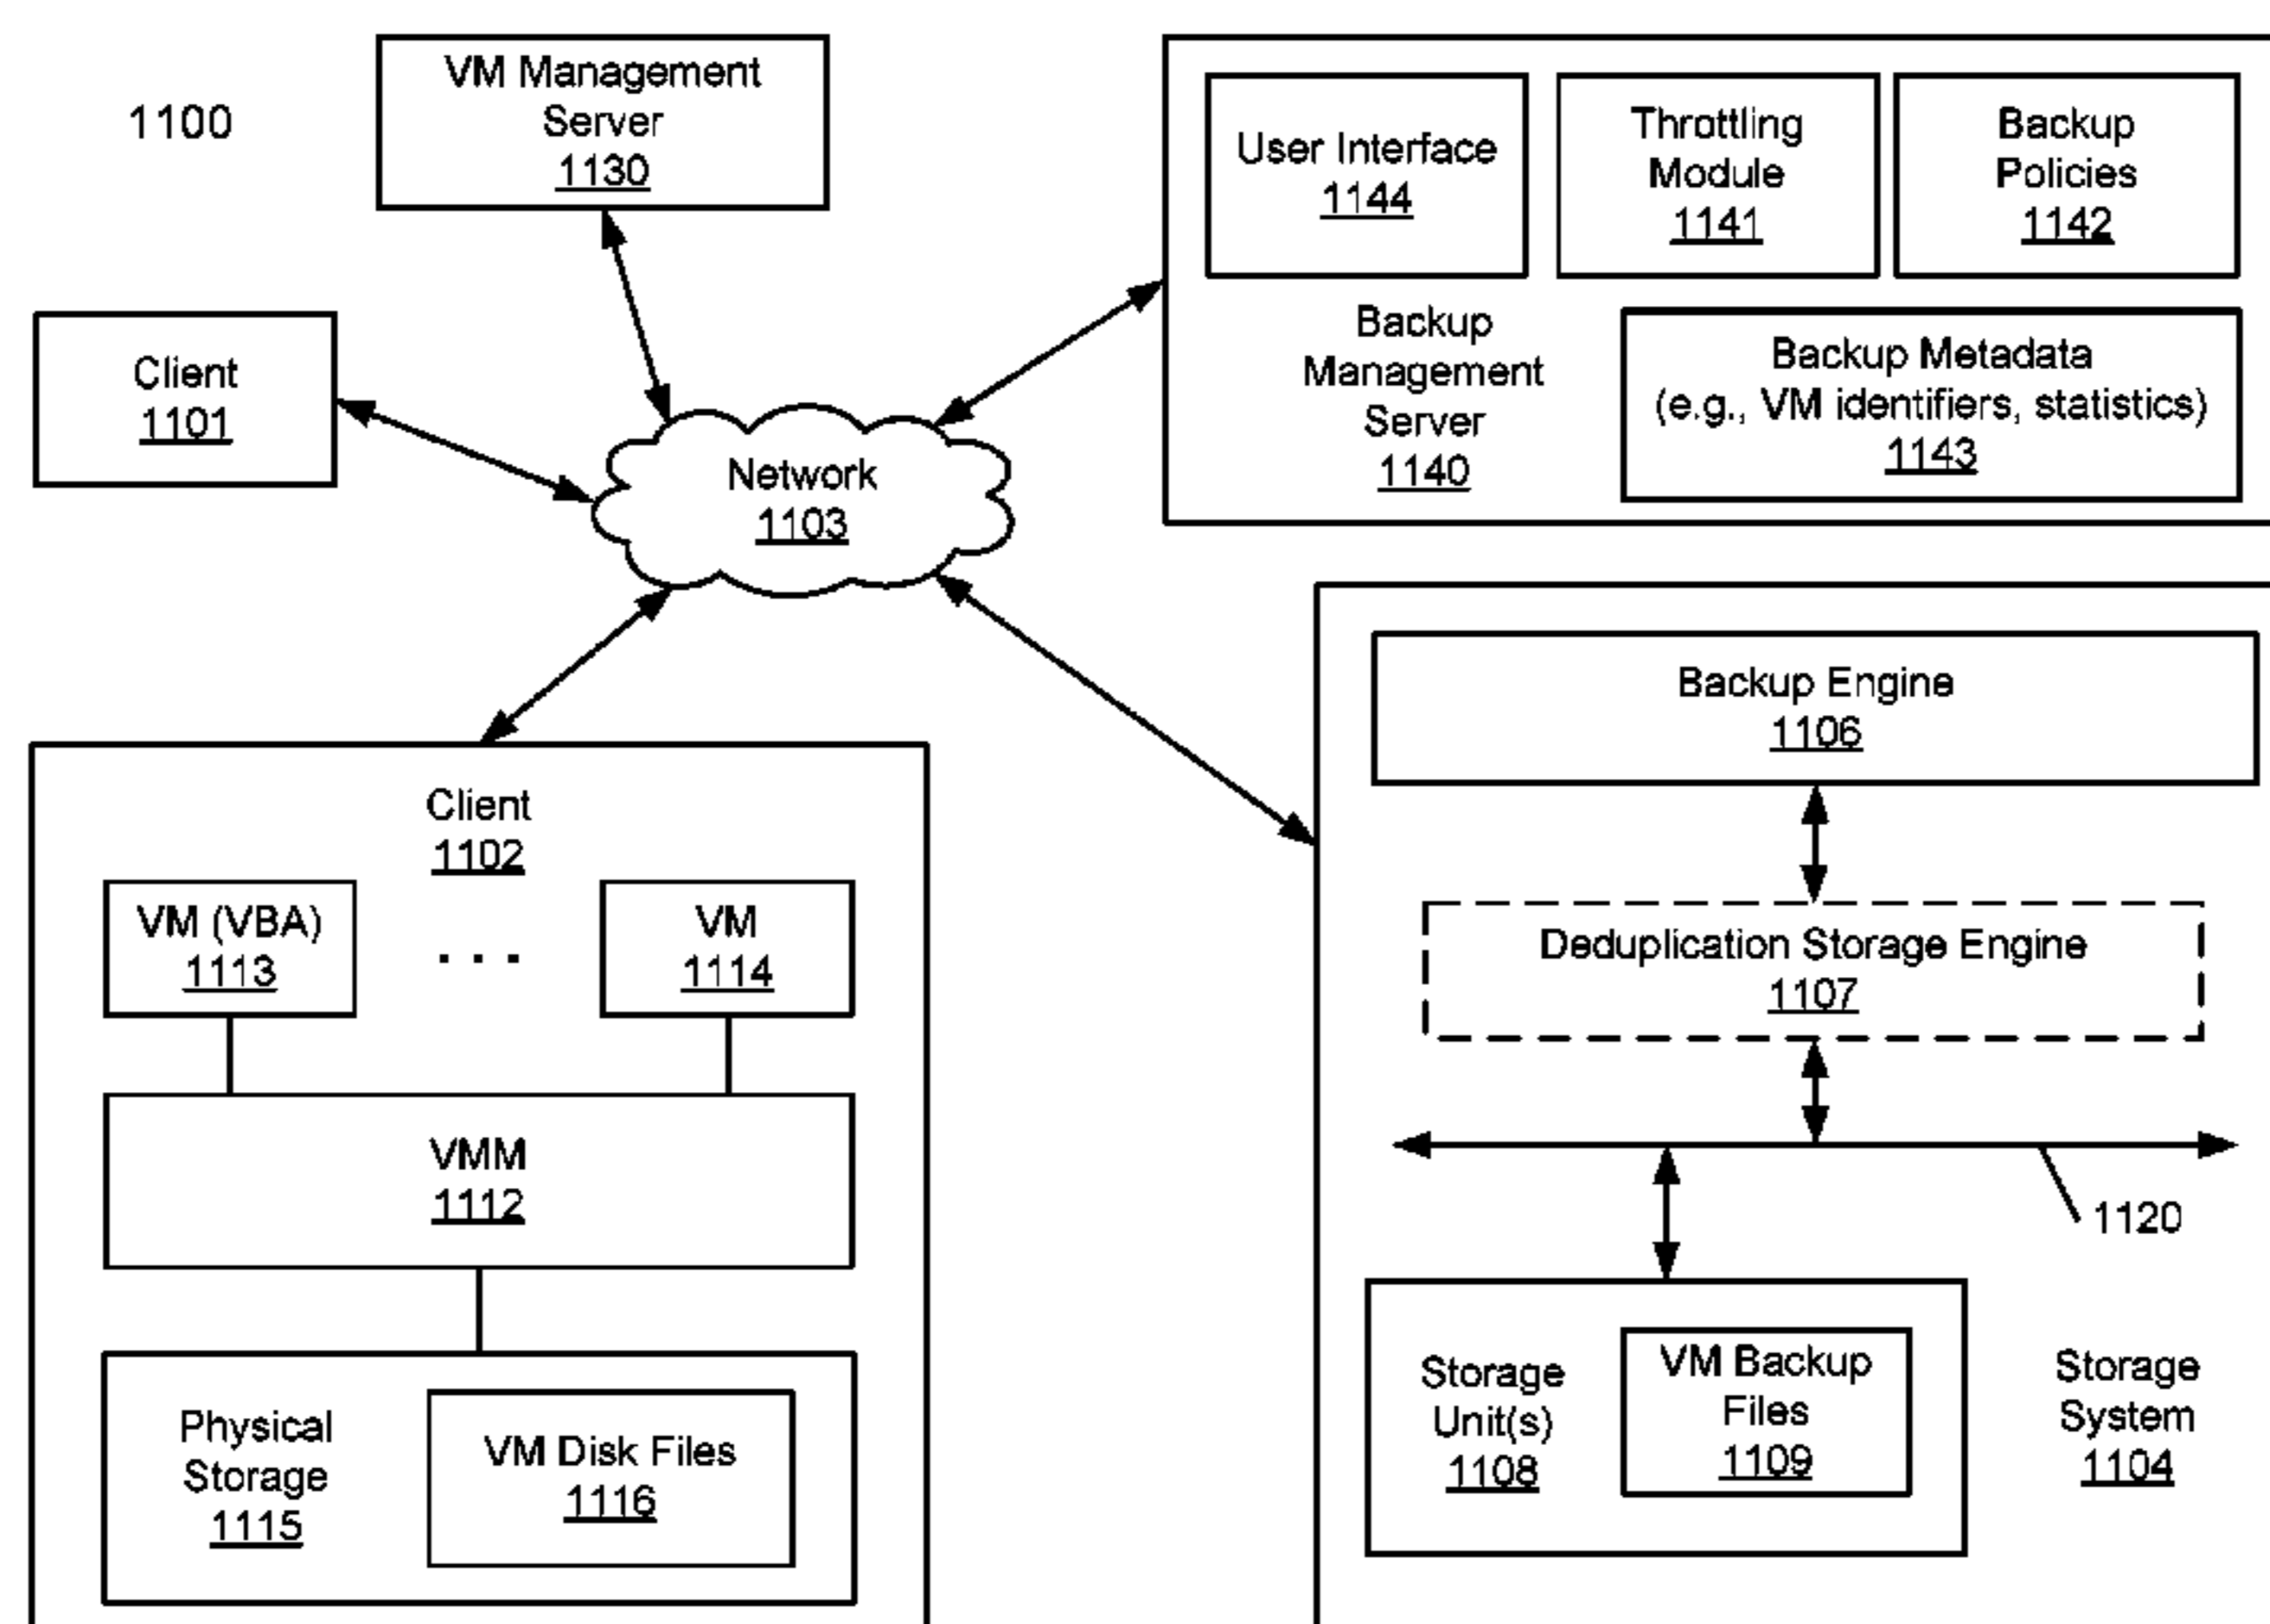 1100
VM Management
Server
1130
Client
1101
Network
1103
User Interface
1144
Throttling
Module
1141
Backup
Policies
1142
Backup
Management
Server
1140
Backup Metadata
(e.g., VM identifiers, statistics)
1143
Client
1102
VM (VBA)
1113
. . .
VM
1114
VMM
1112
Physical
Storage
1115
VM Disk Files
1116
Backup Engine
1106
Deduplication Storage Engine
1107
1120
Storage
Unit(s)
1108
VM Backup
Files
1109
Storage
System
1104